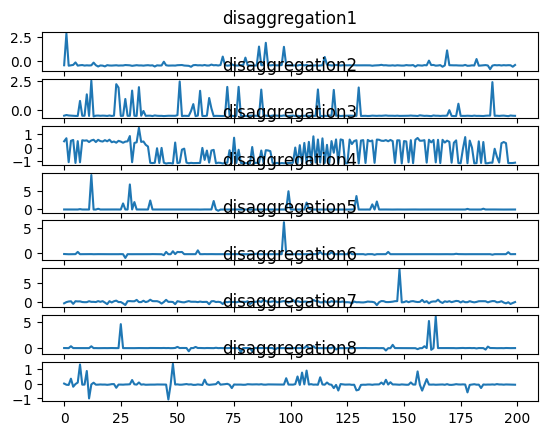 disaggregation1
2.5
0.0
disaggregation2
2.5
0.0
disaggregation3
1
0
−1
disaggregation4
5
0
disaggregation5
5
0
disaggregation6
5
0
disaggregation7
5
0
disaggregation8
1
0
−1
0 25 50 75 100 125 150 175 200